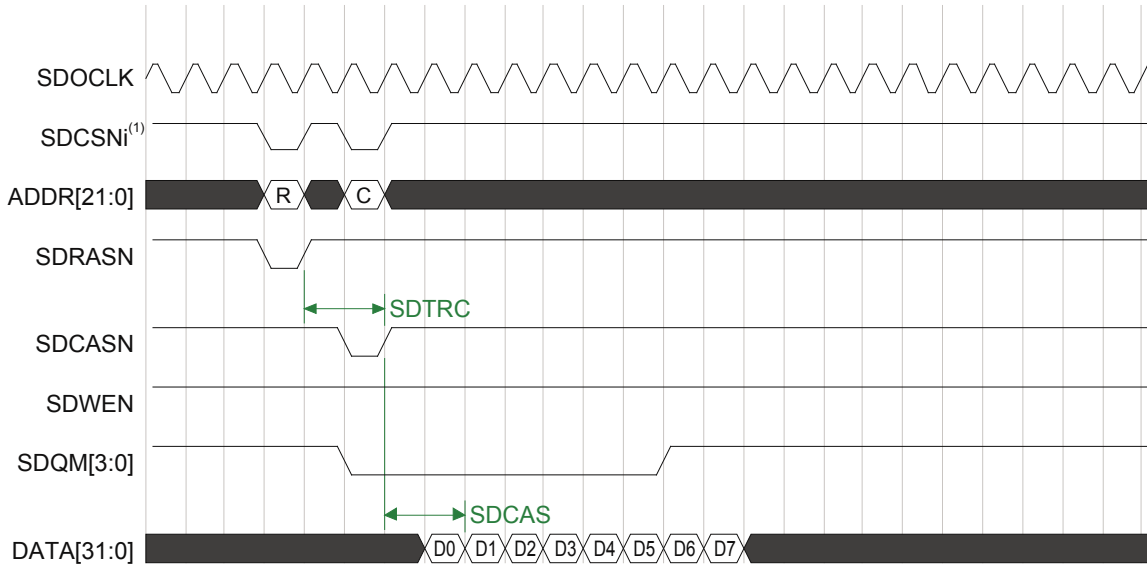 SDOCLK
SDCSNi(1)
ADDR[21:0] R C
SDRASN
SDTRC
SDCASN
SDWEN
SDQM[3:0]
SDCAS
DATA[31:0] D0 D1 D2 D3 D4 D5 D6 D7